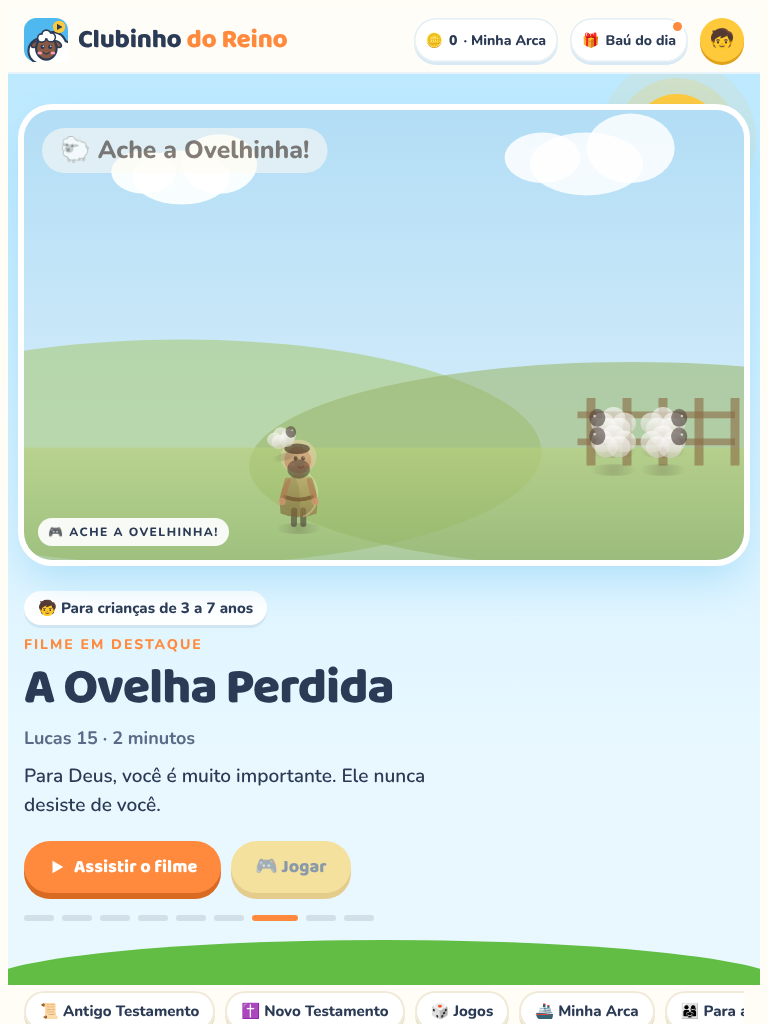 Clubinho do Reino
0 · Minha Arca
Baú do dia
Ache a Ovelhinha!
ACHE A OVELHINHA!
Para crianças de 3 a 7 anos
FILME EM DESTAQUE
A Ovelha Perdida
Lucas 15 · 2 minutos
Para Deus, você é muito importante. Ele nunca
desiste de você.
Assistir o filme
Jogar
Antigo Testamento
Novo Testamento
Jogos
Minha Arca
Para a